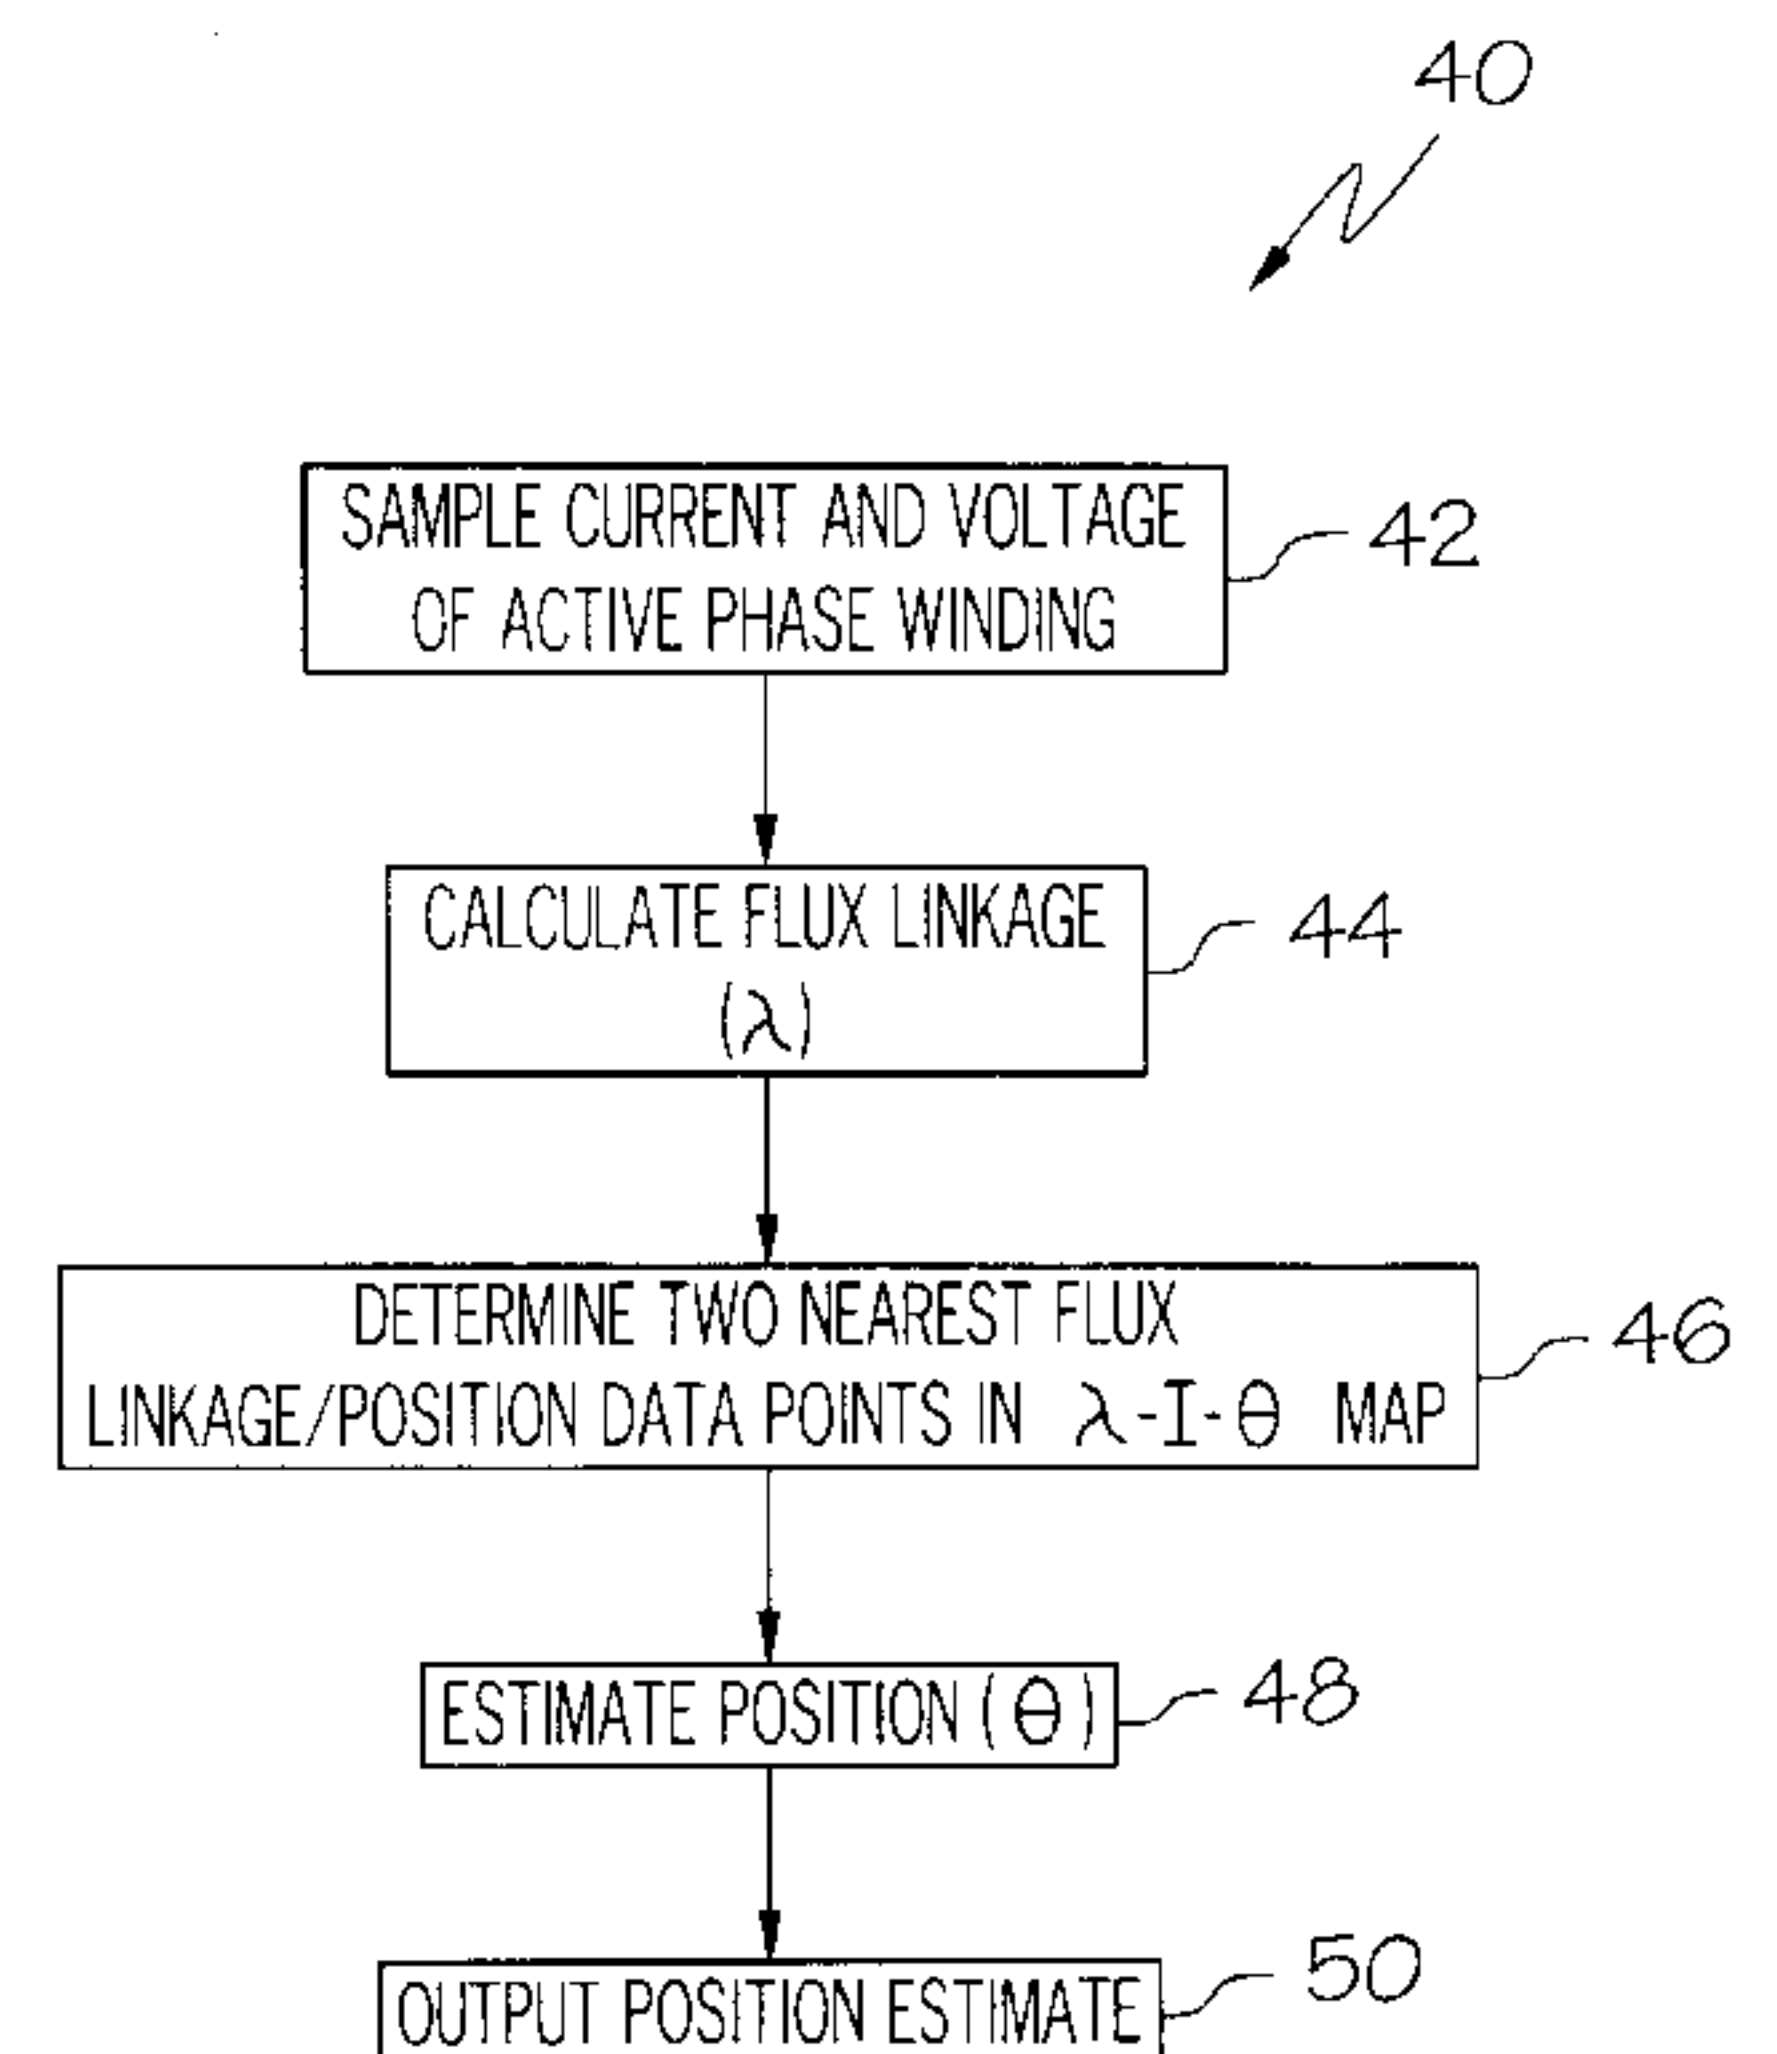 40
SAMPLE CURRENT AND VOLTAGE
OF ACTIVE PHASE WINDING
42
CALCULATE FLUX LINKAGE
(λ)
44
DETERMINE TWO NEAREST FLUX
LINKAGE/POSITION DATA POINTS IN λ-I-θ MAP
46
ESTIMATE POSITION (θ)
48
OUTPUT POSITION ESTIMATE
50